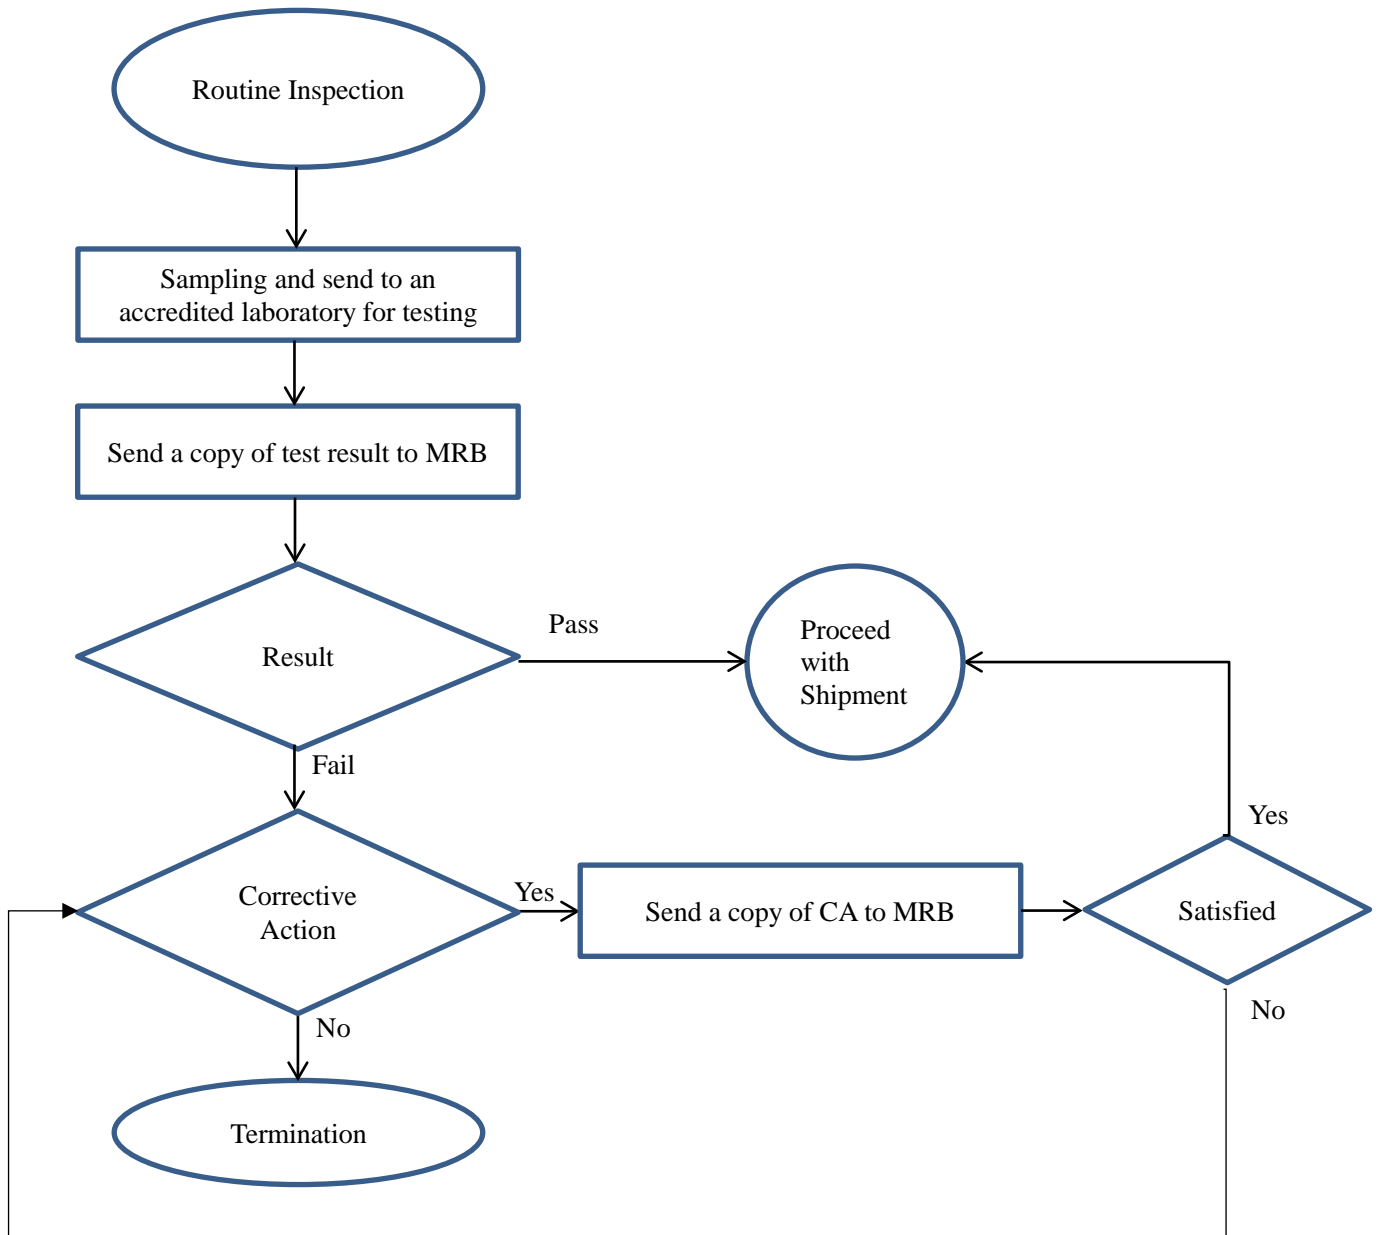 Routine Inspection
Sampling and send to an
accredited laboratory for testing
Send a copy of test result to MRB
Result
Pass
Proceed
with
Shipment
Fail
Corrective
Action
Yes
Send a copy of CA to MRB
Satisfied
Yes
No
No
Termination